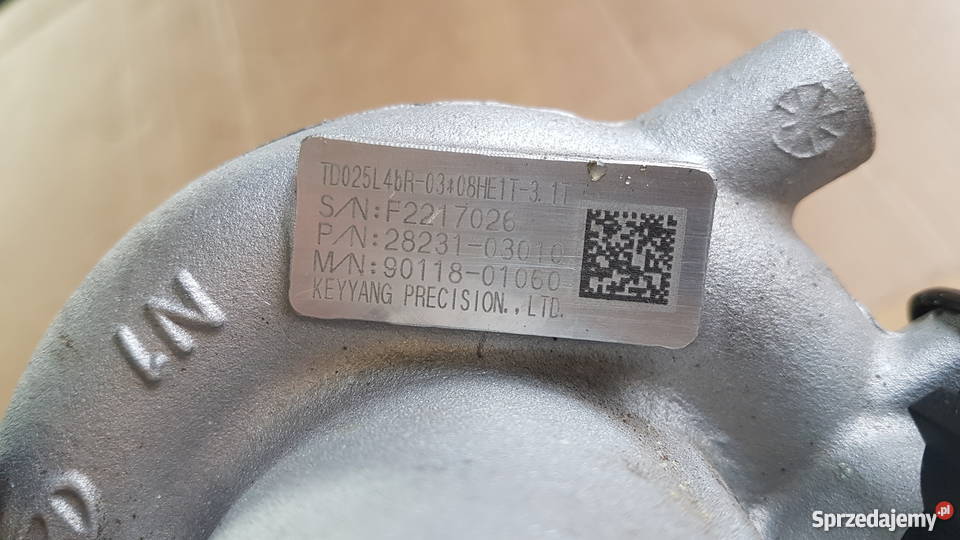 TD025L4bR-03*08HE1T-3.1T
S/N:F2217026
P/N:28231-03010
M/N:90118-01060
KEYYANG PRECISION.,LTD.
Sprzedajemy.pl